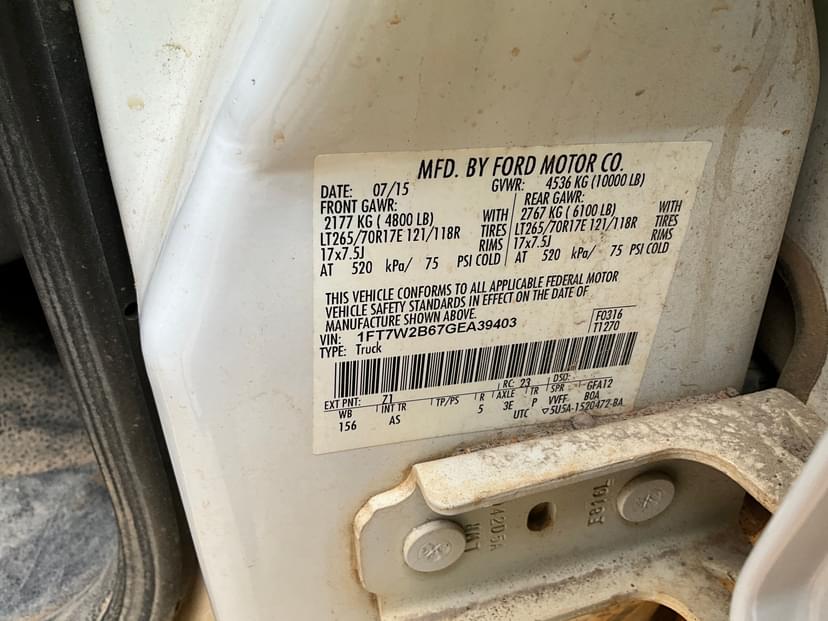 MFD. BY FORD MOTOR CO.
DATE: 07/15 GVWR: 4536 KG (10000 LB)
FRONT GAWR: REAR GAWR:
2177 KG ( 4800 LB) WITH 2767 KG ( 6100 LB) WITH
LT265/70R17E 121/118R TIRES LT265/70R17E 121/118R TIRES
17x7.5J RIMS 17x7.5J RIMS
AT 520 kPa/ 75 PSI COLD AT 520 kPa/ 75 PSI COLD
THIS VEHICLE CONFORMS TO ALL APPLICABLE FEDERAL MOTOR
VEHICLE SAFETY STANDARDS IN EFFECT ON THE DATE OF
MANUFACTURE SHOWN ABOVE.
VIN: 1FT7W2B67GEA39403 F0316
TYPE: Truck T1270
EXT PNT: Z1 RC: 23 DSO:
WB INT TR TP/PS R AXLE TR SPR GFA12
156 AS 5 3E P VVFF BOA
UTC ▽5U5A-1520472-BA